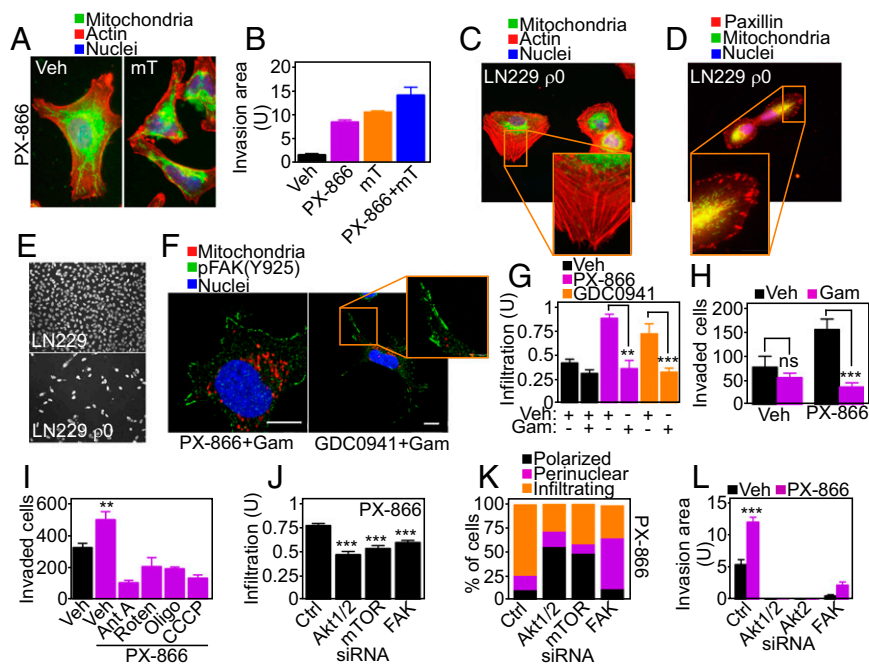 A
Mitochondria
Actin
Nuclei
Veh
mT
PX-866
B
Invasion area
(U)
20
15
10
5
0
Veh
PX-866
mT
PX-866+mT
C
Mitochondria
Actin
Nuclei
LN229 ρ0
D
Paxillin
Mitochondria
Nuclei
LN229 ρ0
E
LN229
LN229 ρ0
F
Mitochondria
pFAK(Y925)
Nuclei
PX-866+Gam
GDC0941+Gam
G
Veh
PX-866
GDC0941
Infiltration (U)
1
0.75
0.5
0.25
0
**
***
Veh: + + + - + -
Gam: - + - + - +
H
Veh Gam
Invaded cells
200
150
100
50
0
ns
***
Veh
PX-866
I
Invaded cells
600
400
200
0
**
Veh
Veh
Ant A
Roten
Oligo
CCCP
PX-866
J
Infiltration (U)
1
0.75
0.5
0.25
0
PX-866
***
***
***
Ctrl
Akt1/2
mTOR
FAK
siRNA
K
Polarized
Perinuclear
Infiltrating
% of cells
100
75
50
25
0
PX-866
Ctrl
Akt1/2
mTOR
FAK
siRNA
L
Veh PX-866
Invasion area
(U)
15
10
5
0
***
Ctrl
Akt1/2
Akt2
FAK
siRNA